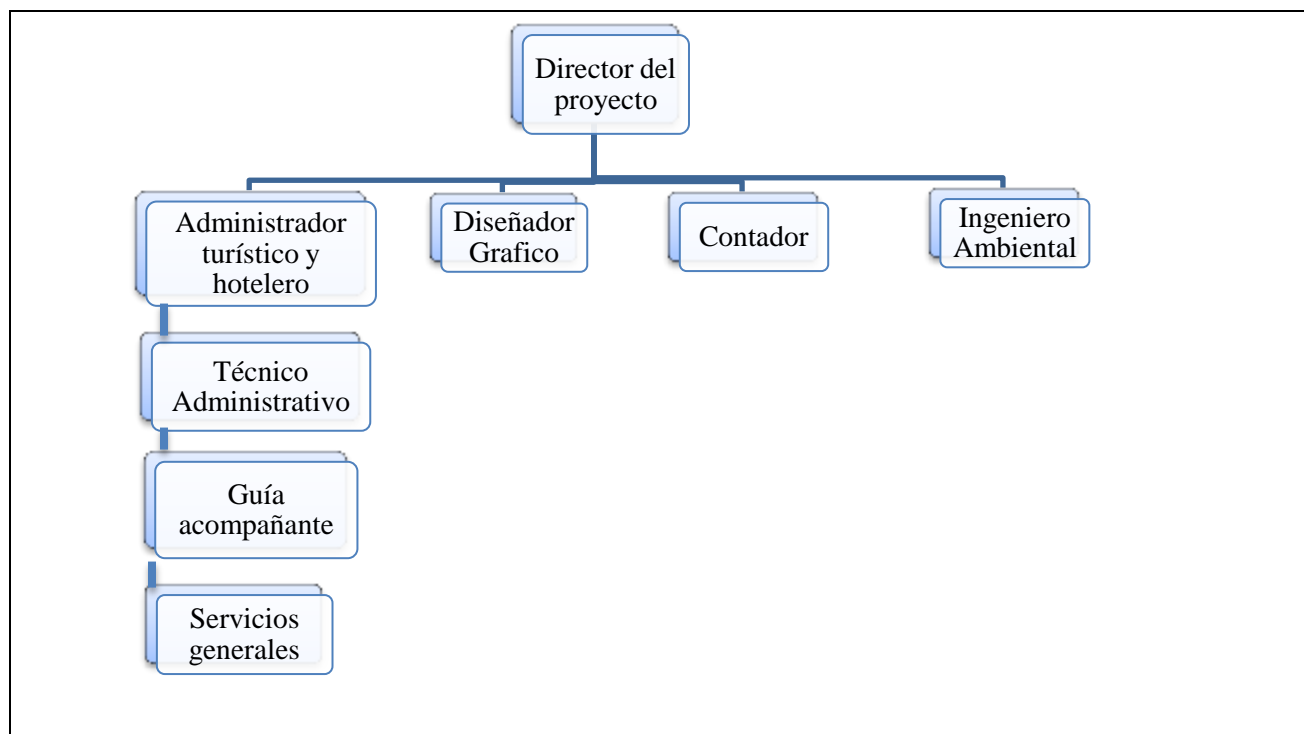 Director del
proyecto
Administrador
turístico y
hotelero
Diseñador
Grafico
Contador
Ingeniero
Ambiental
Técnico
Administrativo
Guía
acompañante
Servicios
generales